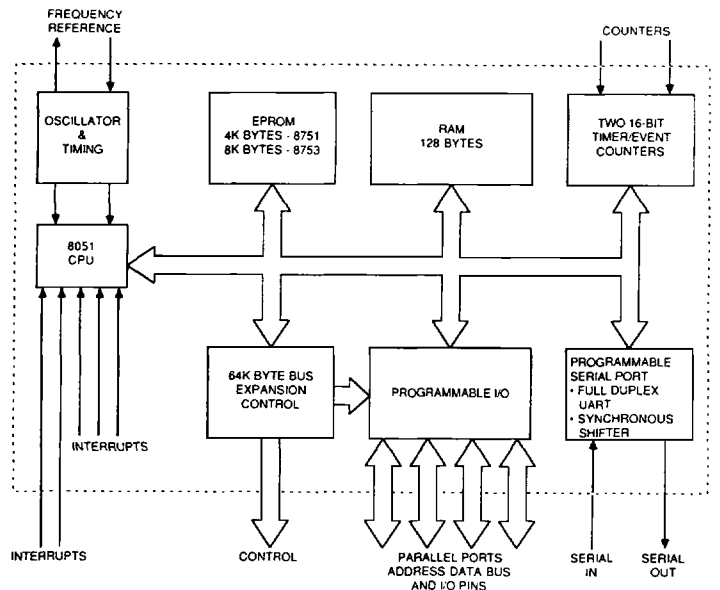 FREQUENCY
REFERENCE
COUNTERS
OSCILLATOR
&
TIMING
EPROM
4K BYTES - 8751
8K BYTES - 8753
RAM
128 BYTES
TWO 16-BIT
TIMER/EVENT
COUNTERS
8051
CPU
64K BYTE BUS
EXPANSION
CONTROL
PROGRAMMABLE I/O
PROGRAMMABLE
SERIAL PORT
• FULL DUPLEX
UART
• SYNCHRONOUS
SHIFTER
INTERRUPTS
INTERRUPTS
CONTROL
PARALLEL PORTS
ADDRESS DATA BUS
AND I/O PINS
SERIAL
IN
SERIAL
OUT